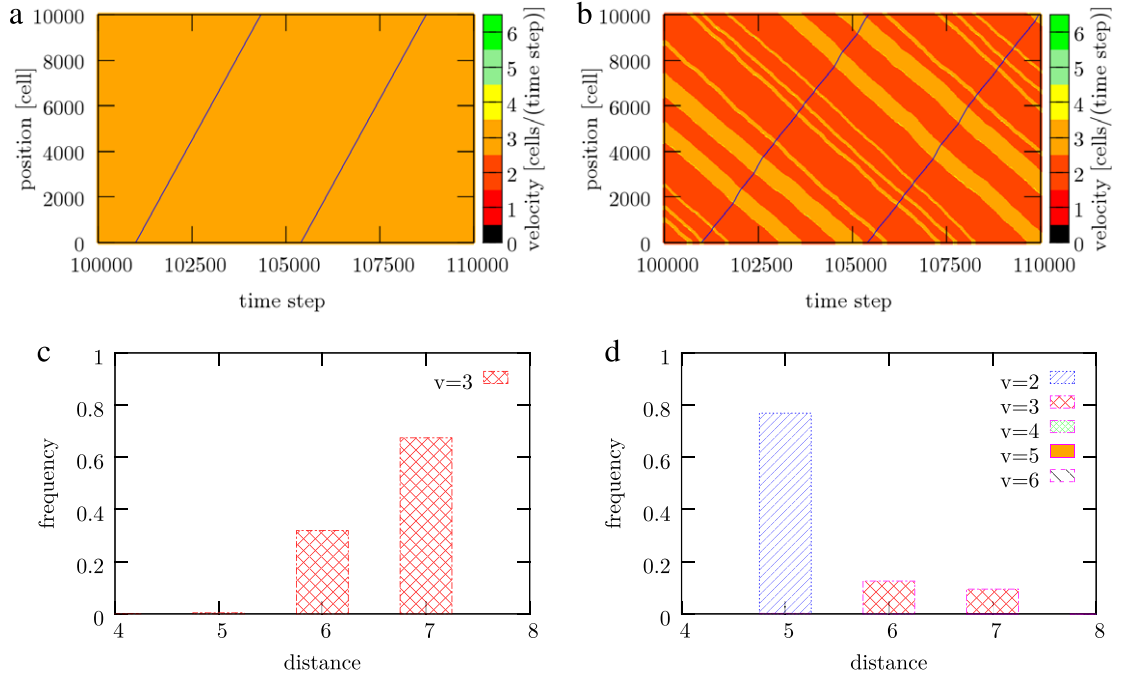 a
10000
8000
6000
4000
2000
0
position [cell]
100000 102500 105000 107500 110000
time step
6
5
4
3
2
1
0
velocity [cells/(time step)]
b
10000
8000
6000
4000
2000
0
position [cell]
100000 102500 105000 107500 110000
time step
6
5
4
3
2
1
0
velocity [cells/(time step)]
c
1
0.8
0.6
0.4
0.2
0
frequency
v=3
4 5 6 7 8
distance
d
1
0.8
0.6
0.4
0.2
0
frequency
v=2
v=3
v=4
v=5
v=6
4 5 6 7 8
distance